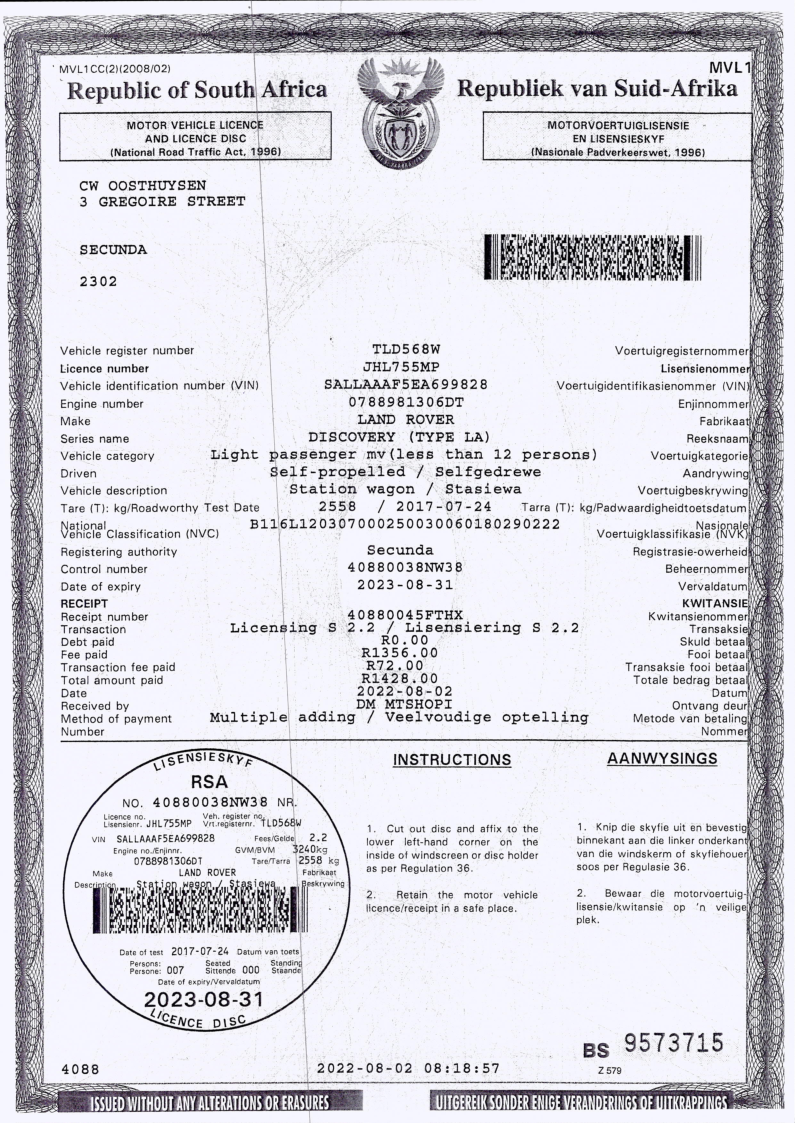 MVL1CC(2)(2008/02)
MVL1
Republic of South Africa
Republiek van Suid-Afrika
MOTOR VEHICLE LICENCE
AND LICENCE DISC
(National Road Traffic Act, 1996)
MOTORVOERTUIGLISENSIE
EN LISENSIESKYF
(Nasionale Padverkeerswet, 1996)
CW OOSTHUYSEN
3 GREGOIRE STREET
SECUNDA
2302
Vehicle register number TLD568W Voertuigregisternommer
Licence number JHL755MP Lisensienommer
Vehicle identification number (VIN) SALLAAAF5EA699828 Voertuigidentifikasienommer (VIN)
Engine number 0788981306DT Enjinnommer
Make LAND ROVER Fabrikaat
Series name DISCOVERY (TYPE LA) Reeksnaam
Vehicle category Light passenger mv(less than 12 persons) Voertuigkategorie
Driven Self-propelled / Selfgedrewe Aandrywing
Vehicle description Station wagon / Stasiewa Voertuigbeskrywing
Tare (T): kg/Roadworthy Test Date 2558 / 2017-07-24 Tarra (T): kg/Padwaardigheidtoetsdatum
National Vehicle Classification (NVC) B116L12030700025003006018029​0222 Nasionale Voertuigklassifikasie (NVK)
Registering authority Secunda Registrasie-owerheid
Control number 40880038NW38 Beheernommer
Date of expiry 2023-08-31 Vervaldatum
RECEIPT KWITANSIE
Receipt number 40880045FTHX Kwitansienommer
Transaction Licensing S 2.2 / Lisensiering S 2.2 Transaksie
Debt paid R0.00 Skuld betaal
Fee paid R1356.00 Fooi betaal
Transaction fee paid R72.00 Transaksie fooi betaal
Total amount paid R1428.00 Totale bedrag betaal
Date 2022-08-02 Datum
Received by DM MTSHOPI Ontvang deur
Method of payment Multiple adding / Veelvoudige optelling Metode van betaling
Number Nommer
LISENSIESKYF
RSA
NO. 40880038NW38 NR.
Licence no. Veh. register no.
Lisensienr. JHL755MP Vrt.registernr. TLD568W
VIN SALLAAAF5EA699828 Fees/Gelde 2.2
Engine no./Enjinnr. GVM/BVM 3240kg
0788981306DT Tare/Tarra 2558 kg
Make LAND ROVER Fabrikaat
Description Station wagon / Stasiewa Beskrywing
Date of test 2017-07-24 Datum van toets
Persons: Seated Standing
Persone: 007 Sittende 000 Staande
Date of expiry/Vervaldatum
2023-08-31
LICENCE DISC
INSTRUCTIONS
1. Cut out disc and affix to the
lower left-hand corner on the
inside of windscreen or disc holder
as per Regulation 36.
2. Retain the motor vehicle
licence/receipt in a safe place.
AANWYSINGS
1. Knip die skyfie uit en bevestig
binnekant aan die linker onderkant
van die windskerm of skyfiehouer
soos per Regulasie 36.
2. Bewaar die motorvoertuig-
lisensie/kwitansie op 'n veilige
plek.
BS 9573715
4088
2022-08-02 08:18:57
Z 579
ISSUED WITHOUT ANY ALTERATIONS OR ERASURES
UITGEREIK SONDER ENIGE VERANDERINGS OF UITKRAPPINGS